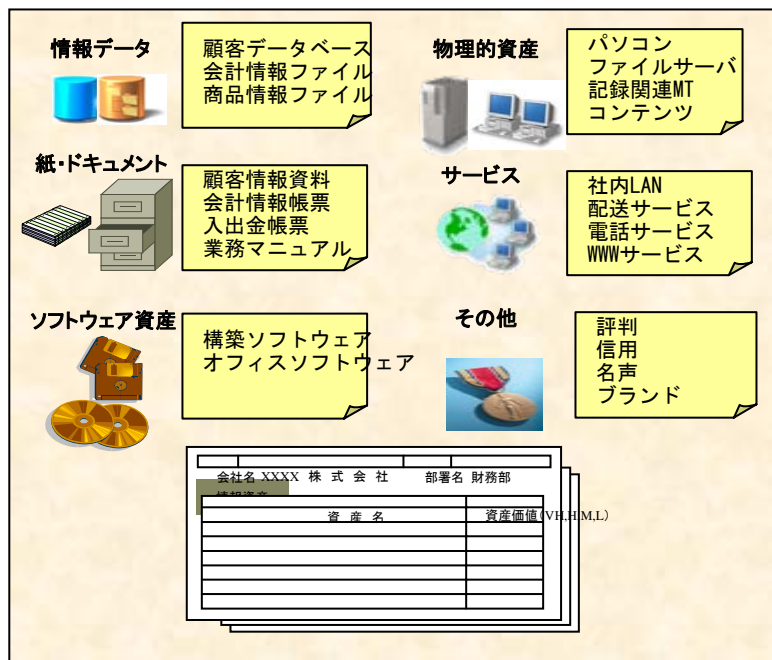 情報データ
顧客データベース
会計情報ファイル
商品情報ファイル
物理的資産
パソコン
ファイルサーバ
記録関連MT
コンテンツ
紙・ドキュメント
顧客情報資料
会計情報帳票
入出金帳票
業務マニュアル
サービス
社内LAN
配送サービス
電話サービス
WWWサービス
ソフトウェア資産
構築ソフトウェア
オフィスソフトウェア
その他
評判
信用
名声
ブランド
会社名 XXXX 株 式 会 社 部署名 財務部
情報資産
資 産 名 資産価値(VH,H,M,L)